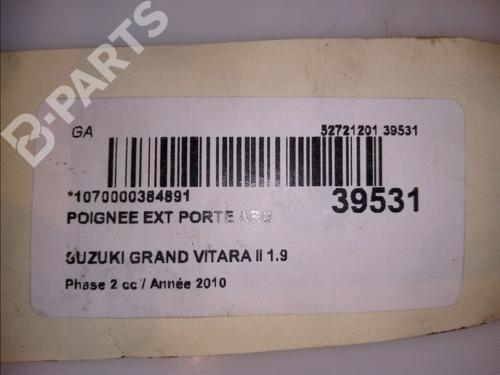 B-PARTS
GA
52721201 39531
*1070000384891
39531
POIGNEE EXT PORTE
SUZUKI GRAND VITARA II 1.9
Phase 2 cc / Année 2010